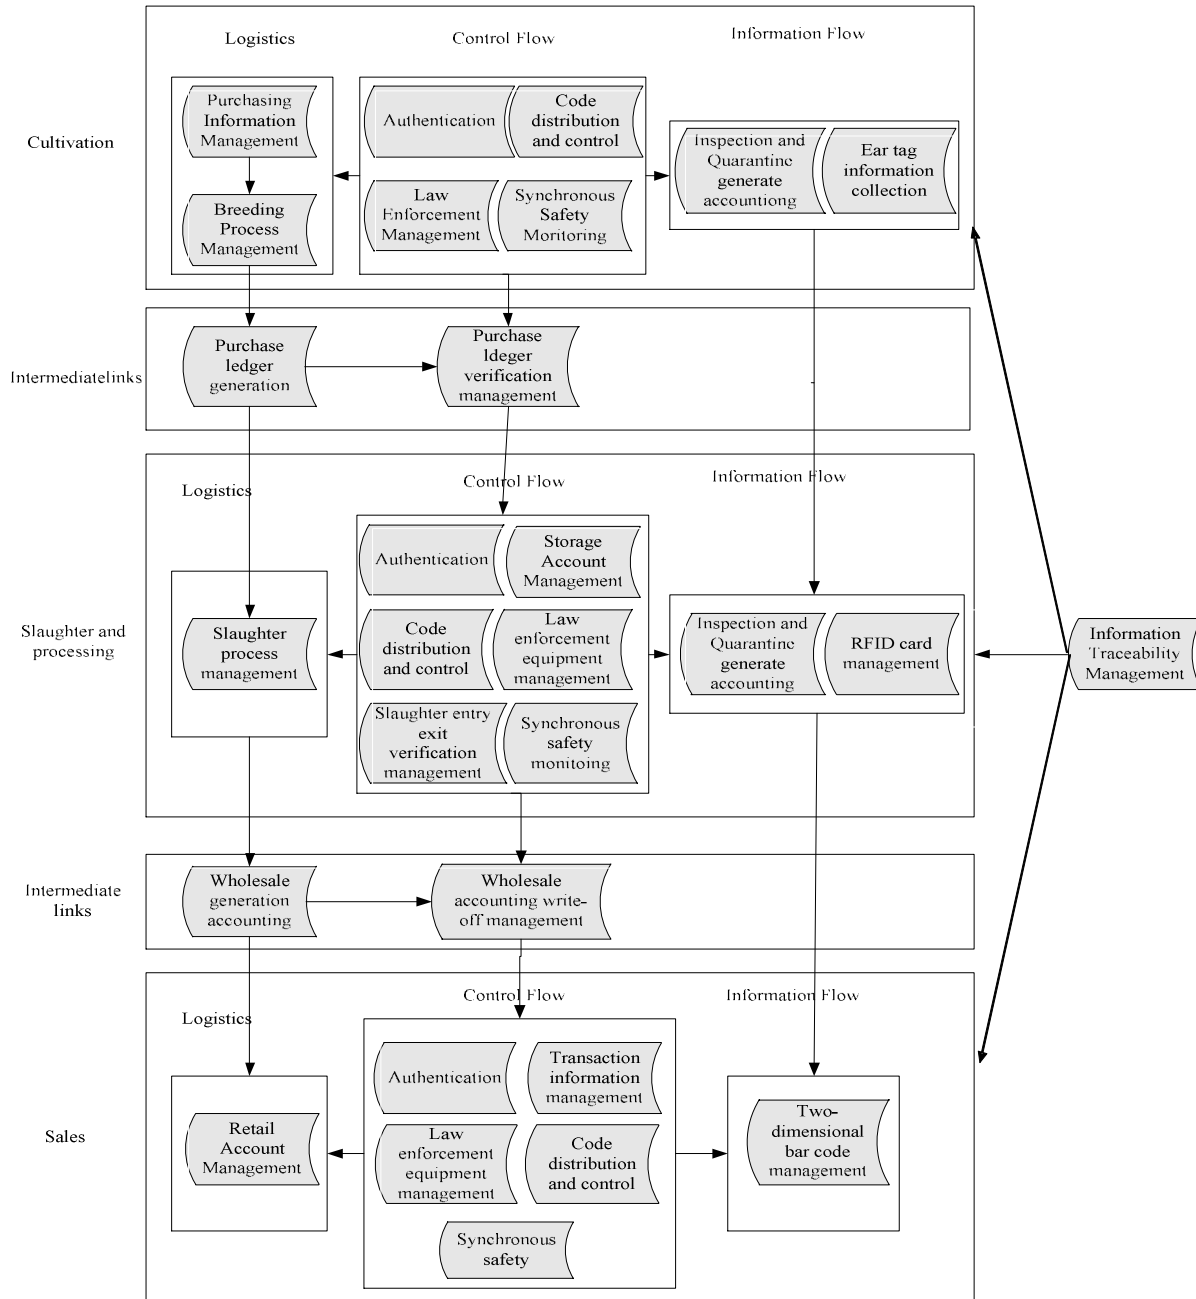 Logistics
Control Flow
Information Flow
Cultivation
Purchasing
Information
Management
Authentication
Code
distribution
and control
Inspection and
Quarantine
generate
accountiong
Ear tag
information
collection
Breeding
Process
Management
Law
Enforcement
Management
Synchronous
Safety
Moritoring
Intermediatelinks
Purchase
ledger
generation
Purchase
ldeger
verification
management
Logistics
Control Flow
Information Flow
Slaughter and
processing
Slaughter
process
management
Authentication
Storage
Account
Management
Code
distribution
and control
Law
enforcement
equipment
management
Slaughter entry
exit
verification
management
Synchronous
safety
monitoing
Inspection and
Quarantine
generate
accounting
RFID card
management
Information
Traceability
Management
Intermediate
links
Wholesale
generation
accounting
Wholesale
accounting write-
off management
Logistics
Control Flow
Information Flow
Sales
Retail
Account
Management
Authentication
Transaction
information
management
Law
enforcement
equipment
management
Code
distribution
and control
Synchronous
safety
Two-
dimensional
bar code
management